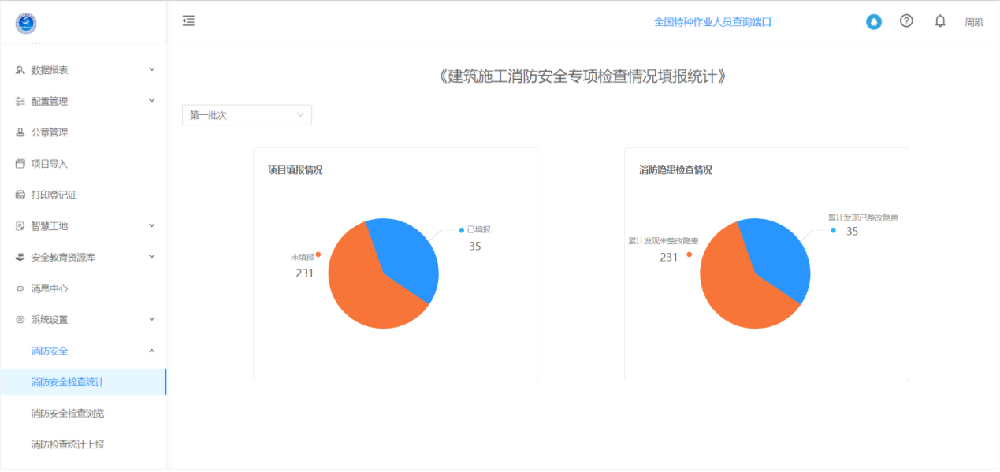 全国特种作业人员查询端口
周凯
数据报表
配置管理
公章管理
项目导入
打印登记证
智慧工地
安全教育资源库
消息中心
系统设置
消防安全
消防安全检查统计
消防安全检查浏览
消防检查统计上报
《建筑施工消防安全专项检查情况填报统计》
第一批次
项目填报情况
已填报
35
未填报
231
消防隐患检查情况
累计发现已整改隐患
35
累计发现未整改隐患
231